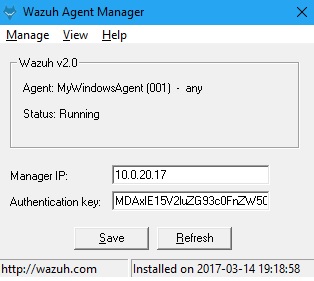 Wazuh Agent Manager
Manage View Help
Wazuh v2.0
Agent: MyWindowsAgent (001) - any
Status: Running
Manager IP: 10.0.20.17
Authentication key: MDAxIE15V2luZG93c0FnZW50
Save Refresh
http://wazuh.com Installed on 2017-03-14 19:18:58